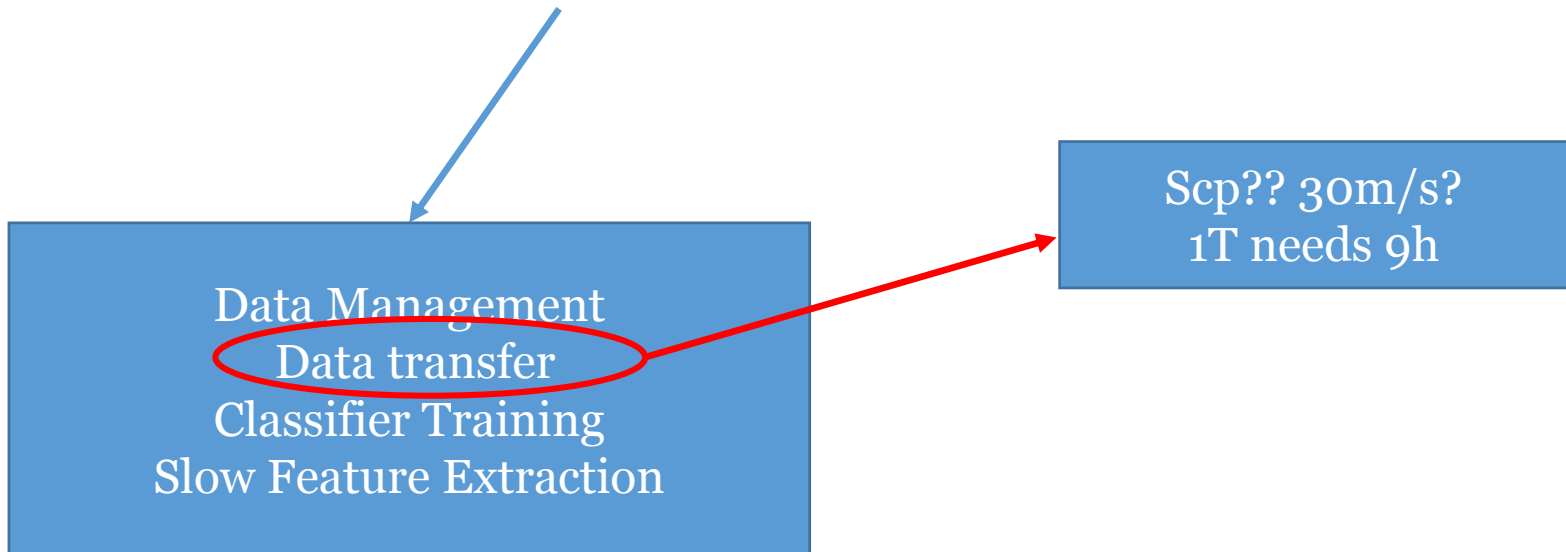 Data Management
Data transfer
Classifier Training
Slow Feature Extraction
Scp?? 30m/s?
1T needs 9h